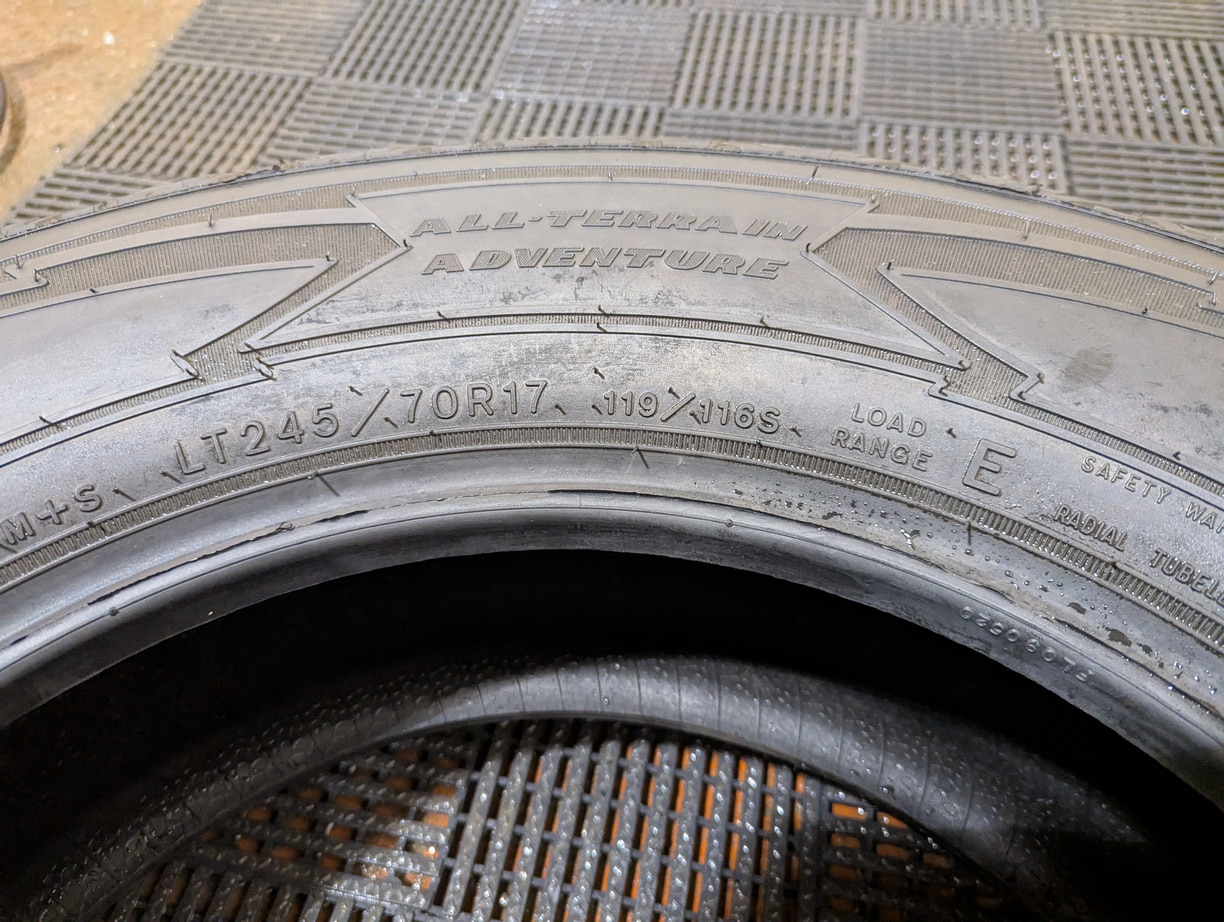 ALL-TERRAIN
ADVENTURE
M+S LT245/70R17 119/116S LOAD RANGE E
SAFETY
RADIAL